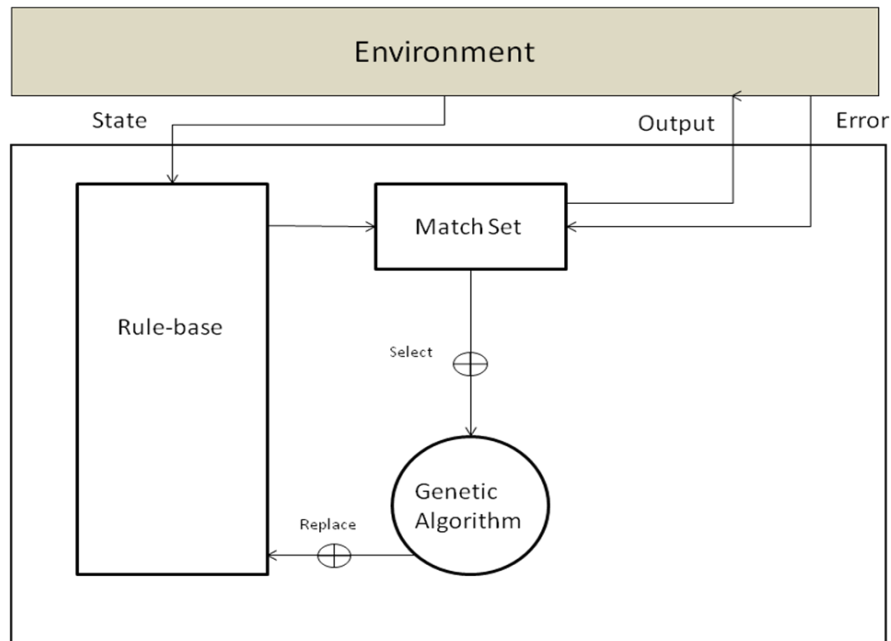 Environment
State
Output
Error
Match Set
Rule-base
Select
Genetic
Algorithm
Replace